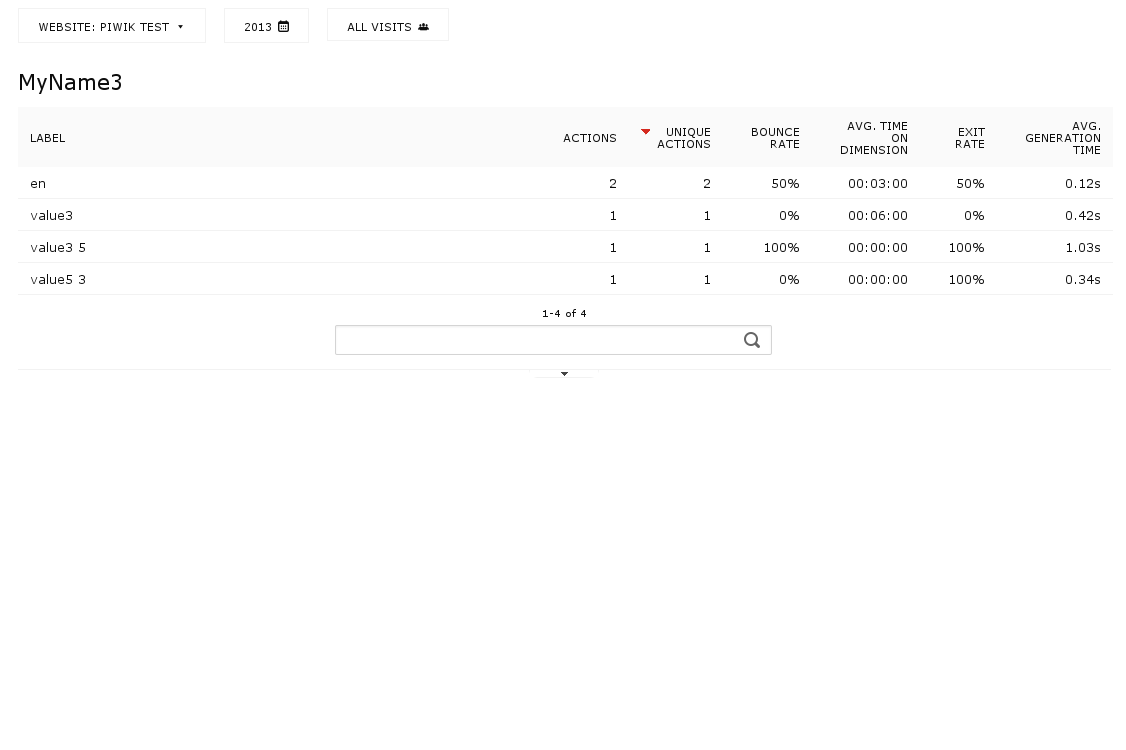 WEBSITE: PIWIK TEST 2013 ALL VISITS
MyName3
LABEL ACTIONS UNIQUE ACTIONS BOUNCE RATE AVG. TIME ON DIMENSION EXIT RATE AVG. GENERATION TIME
en 2 2 50% 00:03:00 50% 0.12s
value3 1 1 0% 00:06:00 0% 0.42s
value3 5 1 1 100% 00:00:00 100% 1.03s
value5 3 1 1 0% 00:00:00 100% 0.34s
1-4 of 4